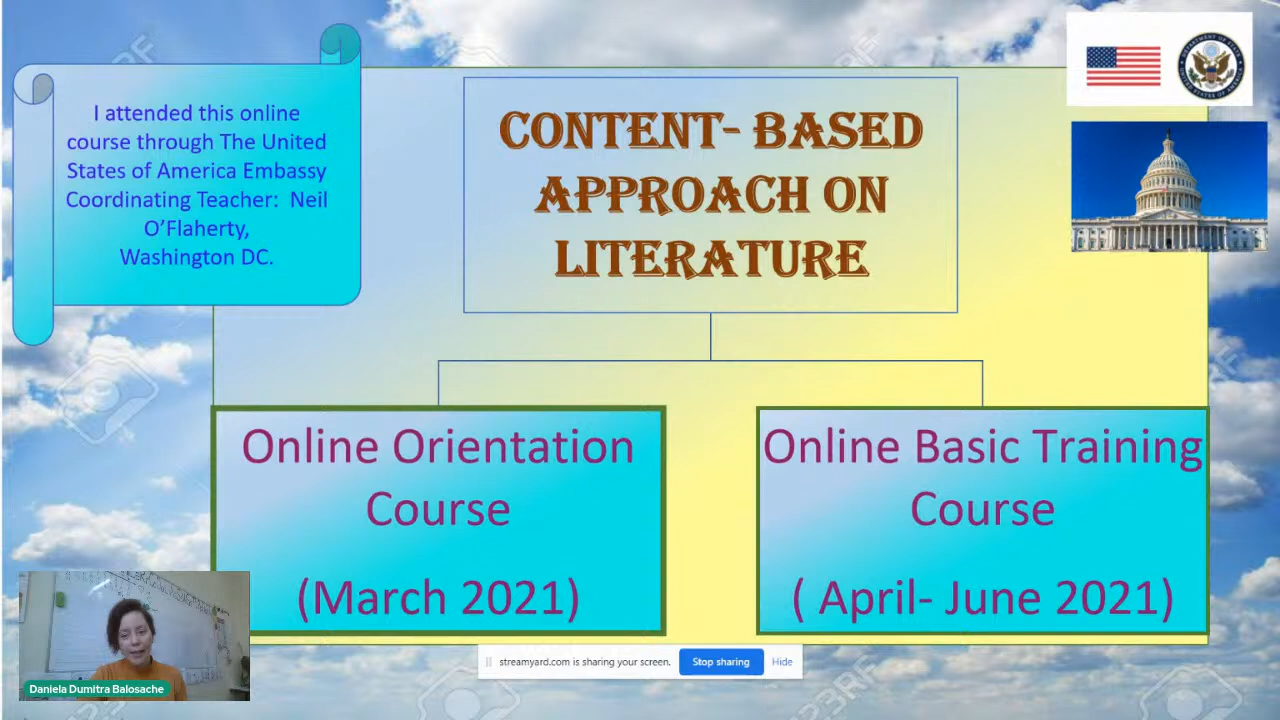 I attended this online
course through The United
States of America Embassy
Coordinating Teacher: Neil
O'Flaherty,
Washington DC.
CONTENT- BASED
APPROACH ON
LITERATURE
Online Orientation
Course
(March 2021)
Online Basic Training
Course
( April- June 2021)
Daniela Dumitra Balosache
streamyard.com is sharing your screen.
Stop sharing
Hide